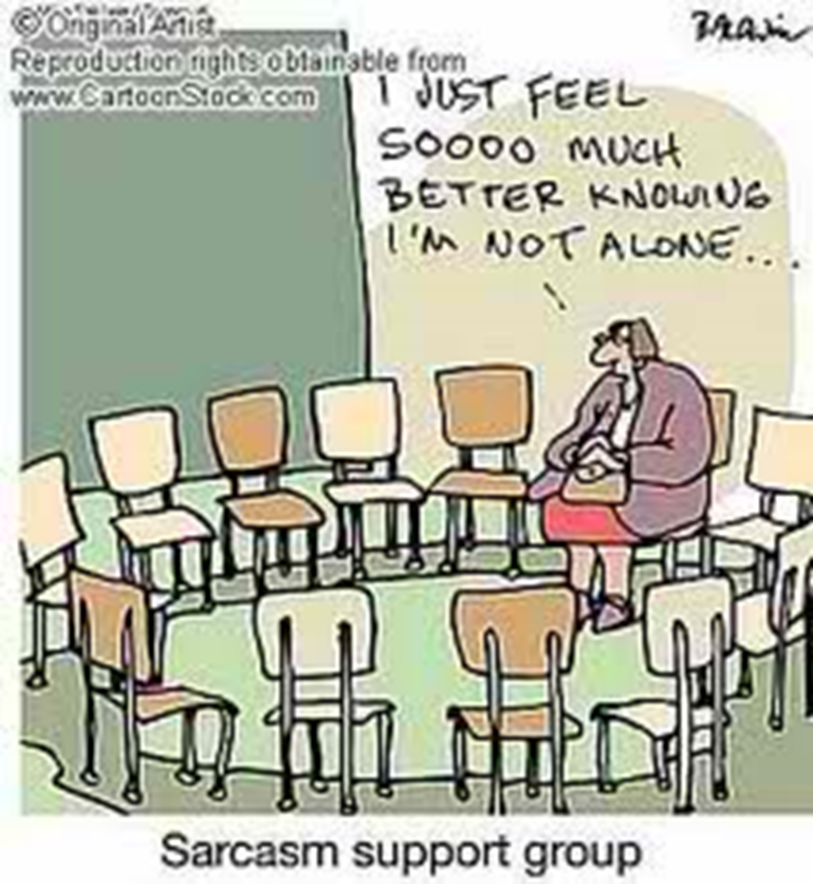 © Original Artist
Reproduction rights obtainable from
www.CartoonStock.com
I JUST FEEL
SOOOO MUCH
BETTER KNOWING
I'M NOT ALONE...
Sarcasm support group